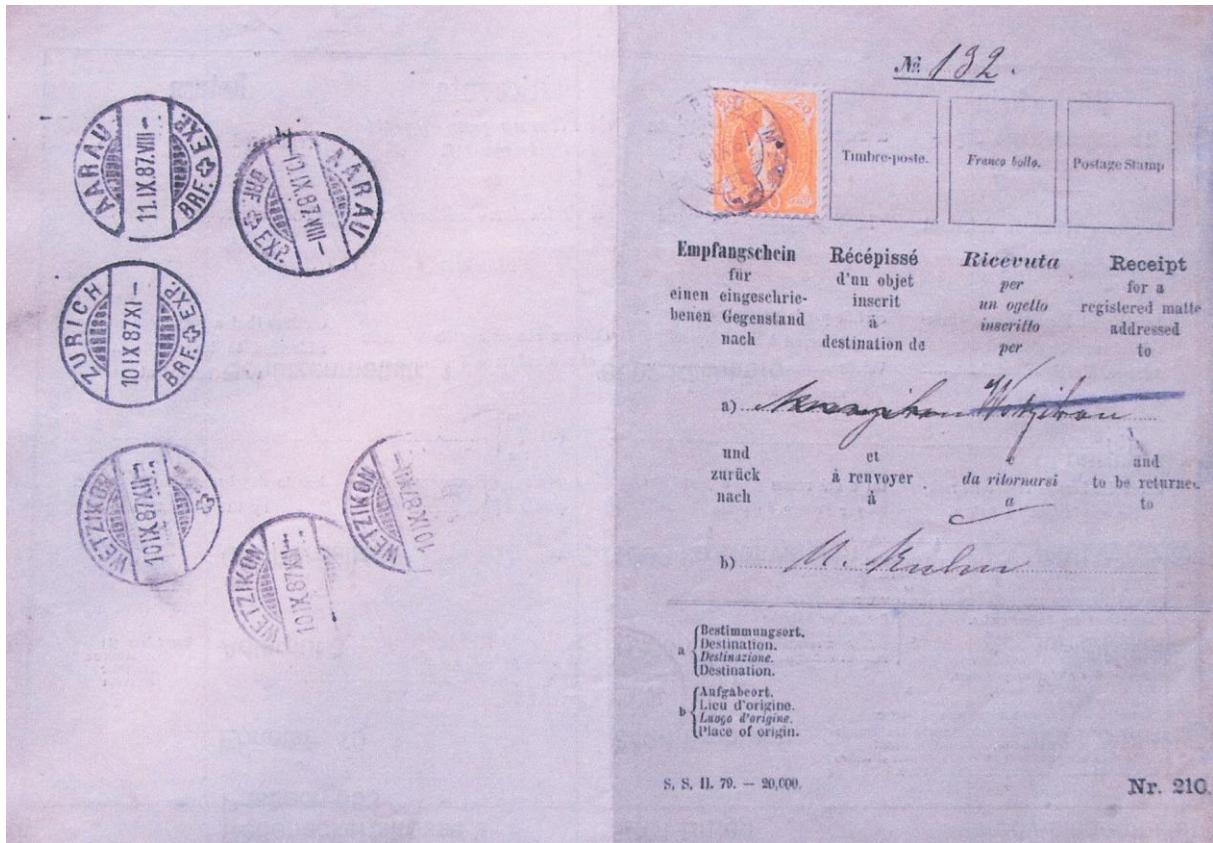 AARAU
11.IX.87.VIII–
BRF. EXP.
AARAU
11.IX.87.VIII–
BRF. EXP.
ZÜRICH
10 IX 87 XI –
BRF. EXP.
WETZIKON
10 IX 87 XII –
WETZIKON
10 IX 87 XII –
WETZIKON
10 IX 87 XII –
№ 132.
20 20
Timbre-poste.
Franco bollo.
Postage Stamp
Empfangschein
für
einen eingeschrie-
benen Gegenstand
nach
Récépissé
d'un objet
inscrit
à
destination de
Ricevuta
per
un ogetto
inscritto
per
Receipt
for a
registered matte
addressed
to
a) Wetzikon
und
zurück
nach
et
à renvoyer
à
e
da ritornarsi
a
and
to be returne
to
b)
a
Bestimmungsort.
Destination.
Destinazione.
Destination.
b
Aufgabeort.
Lieu d'origine.
Luogo d'origine.
Place of origin.
S. S. II. 79. — 20,000.
Nr. 210.